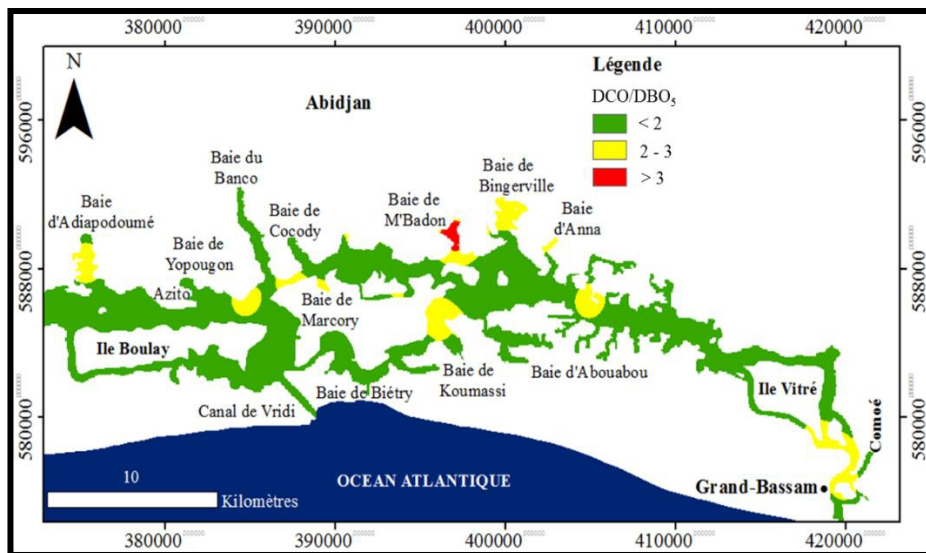 380000 390000 400000 410000 420000
N
Abidjan
Légende
DCO/DBO5
< 2
2 - 3
> 3
596000
596000
Baie du
Banco
Baie de
Cocody
Baie de
M'Badon
Baie de
Bingerville
Baie
d'Anna
Baie
d'Adiapodoumé
Baie de
Yopougon
588000
588000
Azito
Baie de
Marcory
Ile Boulay
Baie de
Koumassi
Baie d'Abouabou
Ile Vitré
Canal de Vridi
Baie de Biétry
Comoé
580000
580000
10
Kilomètres
OCEAN ATLANTIQUE
Grand-Bassam
380000 390000 400000 410000 420000